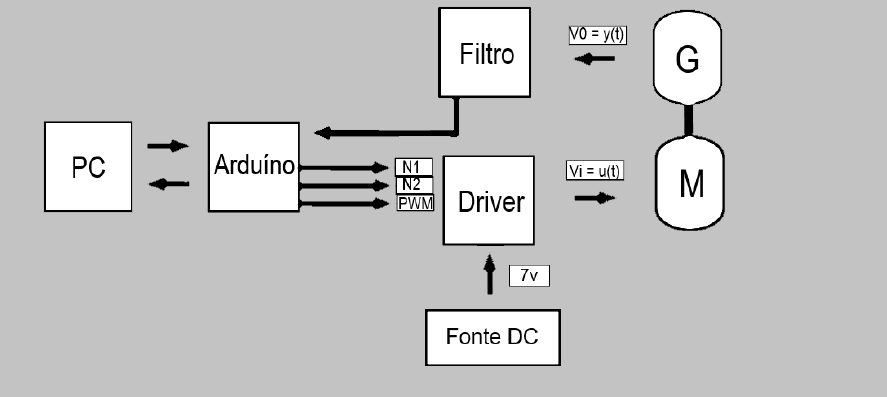 Filtro
V0 = y(t)
G
PC
Arduíno
N1
N2
PWM
Driver
Vi = u(t)
M
7v
Fonte DC